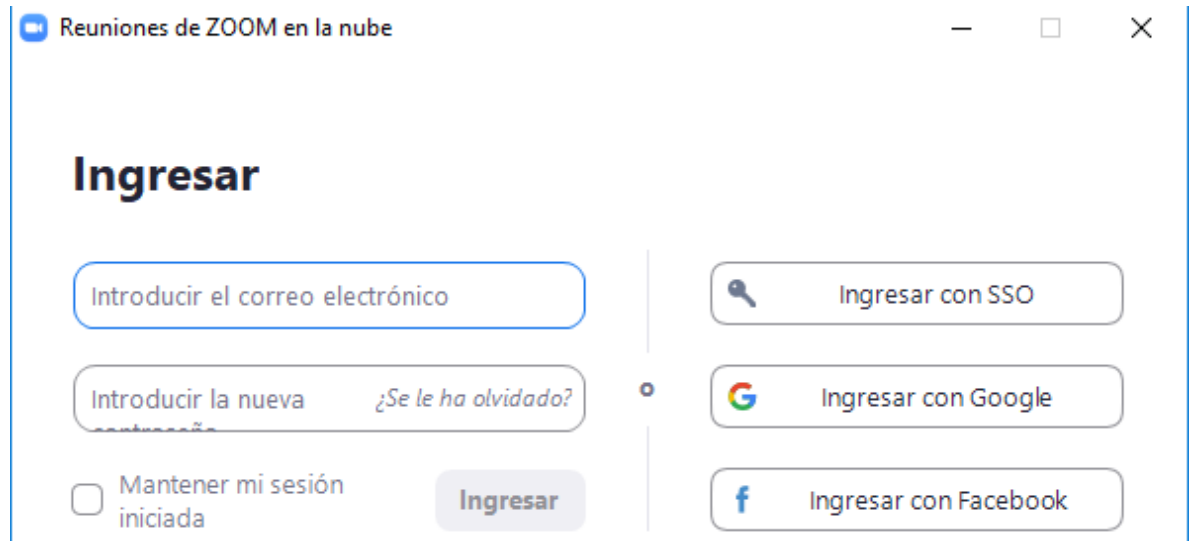 Reuniones de ZOOM en la nube
Ingresar
Introducir el correo electrónico
Introducir la nueva
contraseña
¿Se le ha olvidado?
Mantener mi sesión
iniciada
Ingresar
o
Ingresar con SSO
Ingresar con Google
Ingresar con Facebook